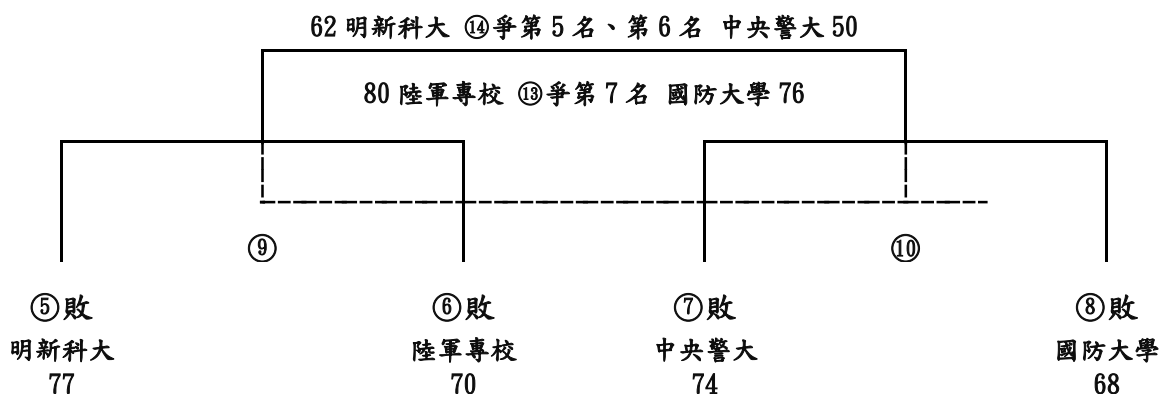 62 明新科大 ⑭爭第 5 名、第 6 名 中央警大 50
80 陸軍專校 ⑬爭第 7 名 國防大學 76
⑨ ⑩
⑤敗 ⑥敗 ⑦敗 ⑧敗
明新科大 陸軍專校 中央警大 國防大學
77 70 74 68